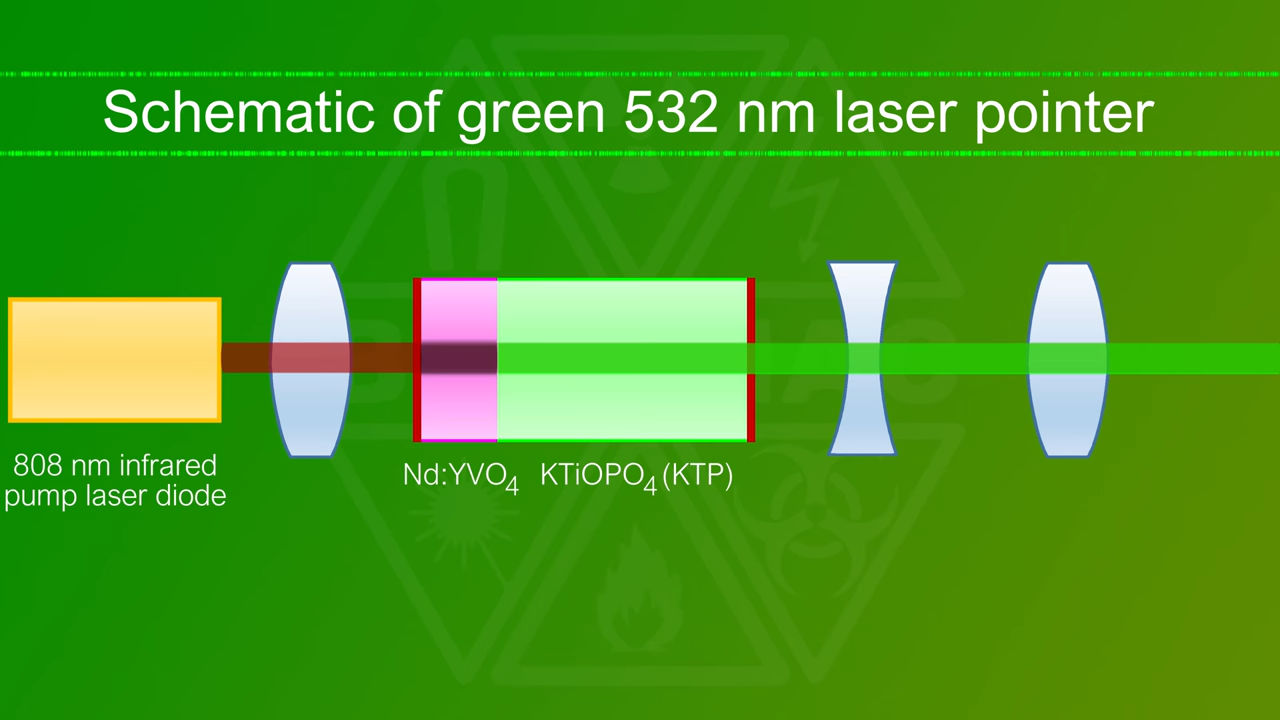 Schematic of green 532 nm laser pointer
808 nm infrared
pump laser diode
Nd:YVO₄
KTiOPO₄ (KTP)